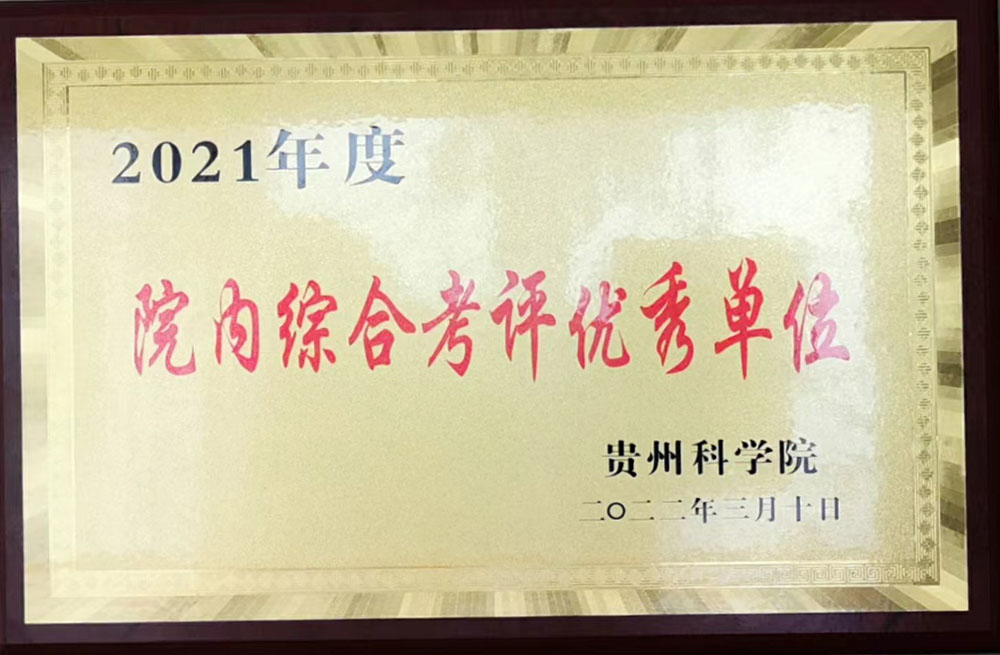 2021年度
院内综合考评优秀单位
贵州科学院
二〇二二年三月十日